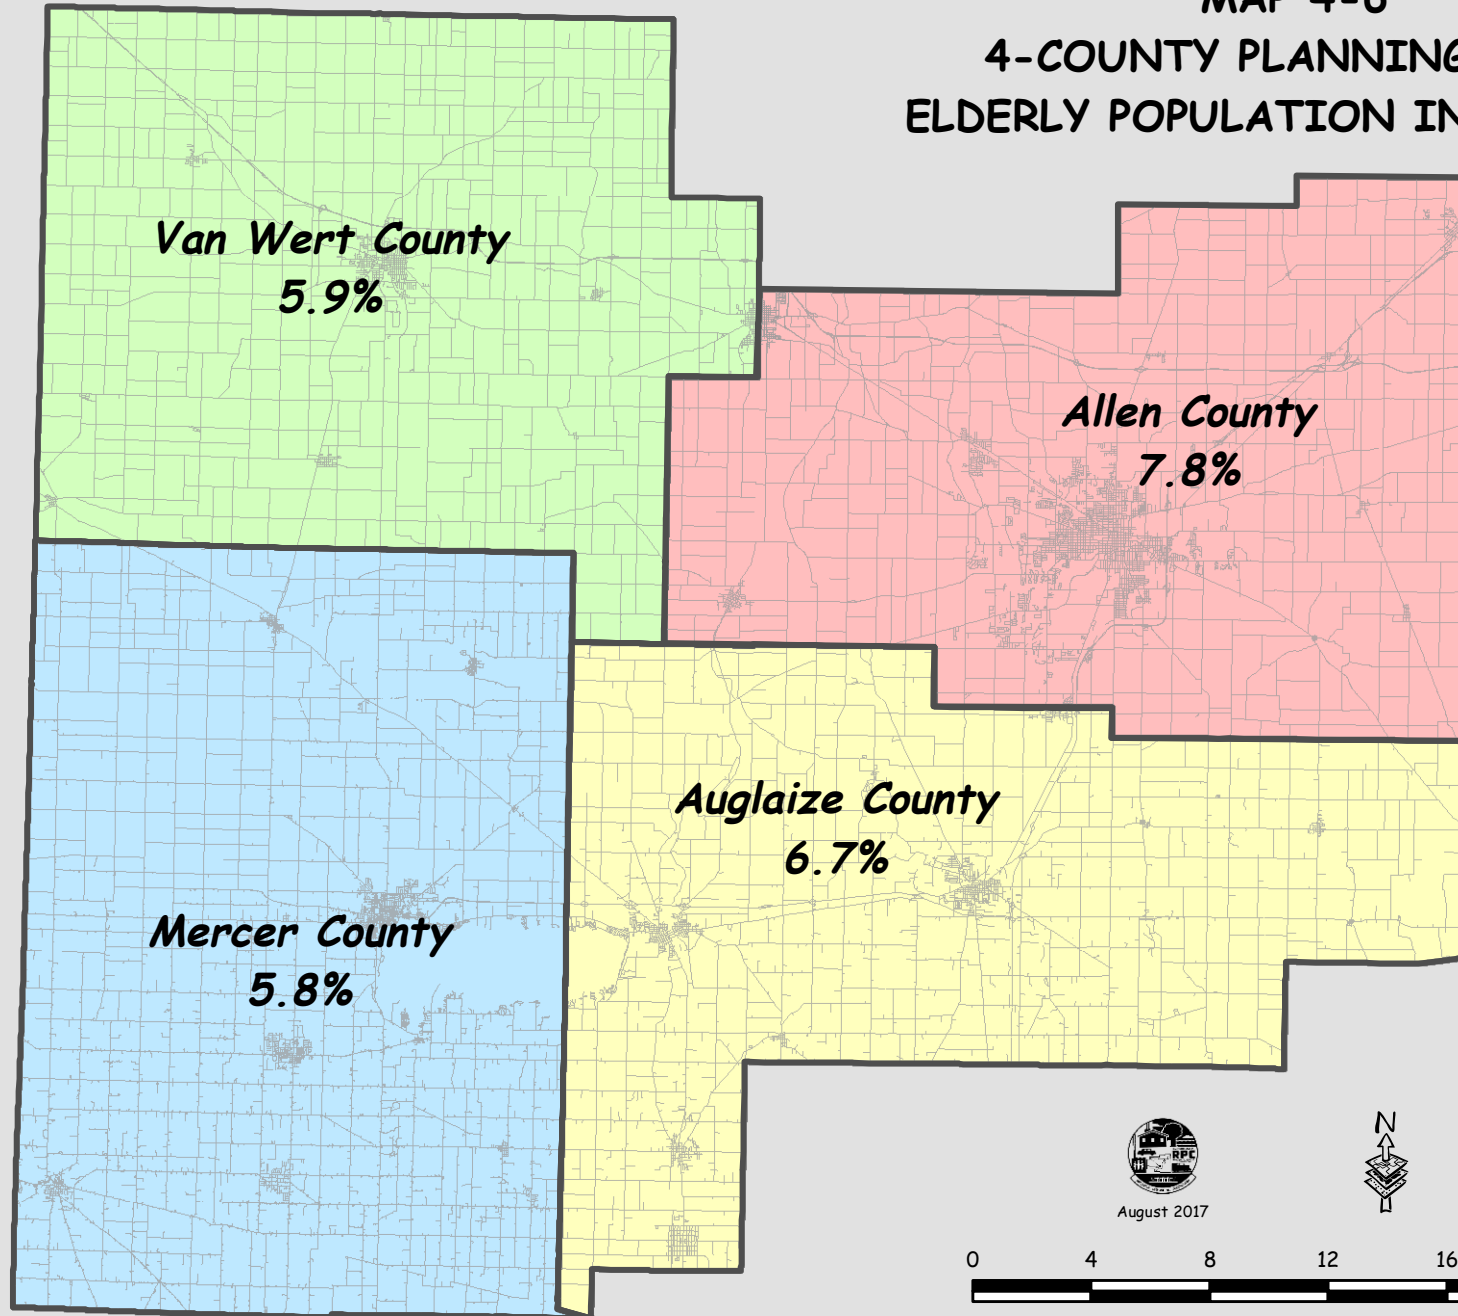 4-COUNTY PLANNING
ELDERLY POPULATION IN
Van Wert County
5.9%
Allen County
7.8%
Auglaize County
6.7%
Mercer County
5.8%
N
RPC
August 2017
0 4 8 12 16